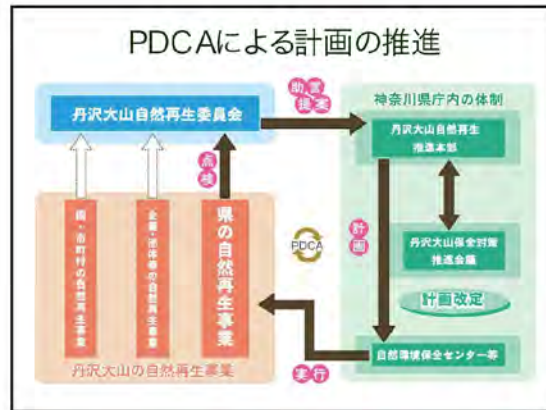 PDCAによる計画の推進
丹沢大山自然再生委員会
助言
提案
神奈川県庁内の体制
丹沢大山自然再生
推進本部
点検
国・市町村の自然再生事業
企業・団体等の自然再生事業
県の自然再生事業
PDCA
計画
丹沢大山保全対策
推進会議
計画改定
自然環境保全センター等
実行
丹沢大山の自然再生事業